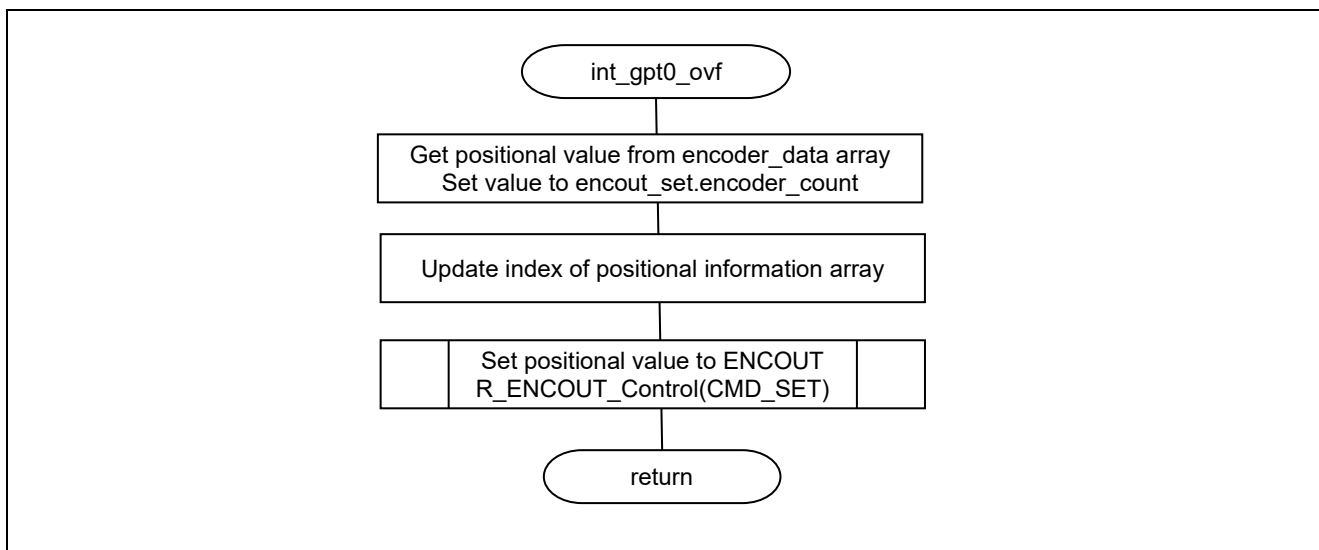 int_gpt0_ovf
Get positional value from encoder_data array
Set value to encout_set.encoder_count
Update index of positional information array
Set positional value to ENCOUT
R_ENCOUT_Control(CMD_SET)
return